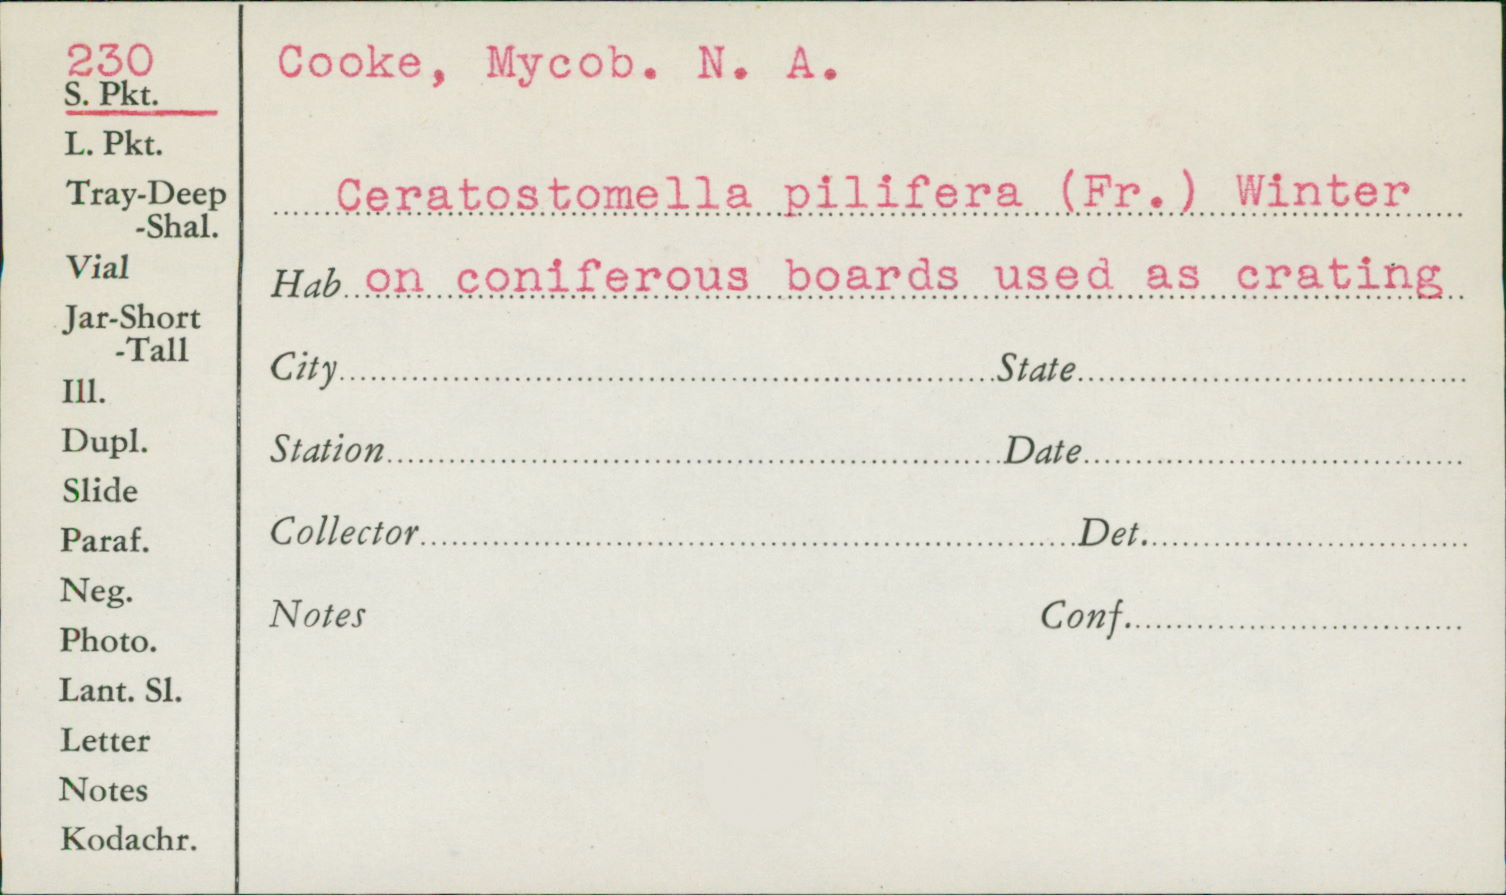 230
S. Pkt.
L. Pkt.
Tray-Deep
-Shal.
Vial
Jar-Short
-Tall
Ill.
Dupl.
Slide
Paraf.
Neg.
Photo.
Lant. Sl.
Letter
Notes
Kodachr.
Cooke, Mycob. N. A.
Ceratostomella pilifera (Fr.) Winter
Hab on coniferous boards used as crating
City State
Station Date
Collector Det.
Notes Conf.